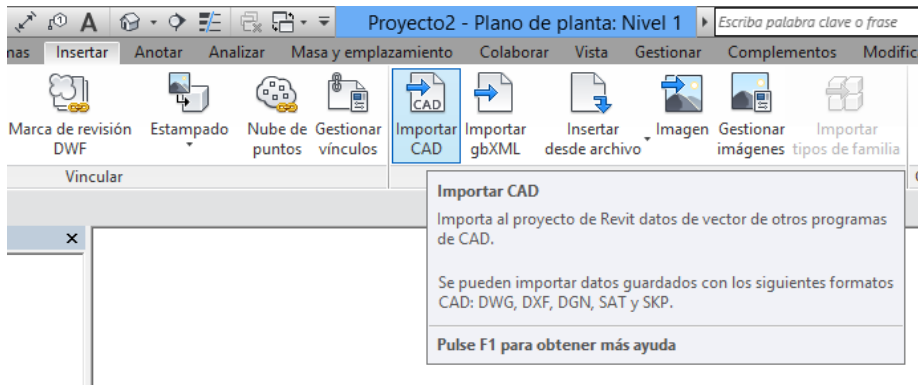 A
Proyecto2 - Plano de planta: Nivel 1
Escriba palabra clave o frase
mas Insertar Anotar Analizar Masa y emplazamiento Colaborar Vista Gestionar Complementos Modific
Marca de revisión Estampado Nube de Gestionar Importar Importar Insertar Imagen Gestionar Importar
DWF puntos vínculos CAD gbXML desde archivo imágenes tipos de familia
CAD
Vincular
Importar CAD
Importa al proyecto de Revit datos de vector de otros programas
de CAD.
Se pueden importar datos guardados con los siguientes formatos
CAD: DWG, DXF, DGN, SAT y SKP.
Pulse F1 para obtener más ayuda